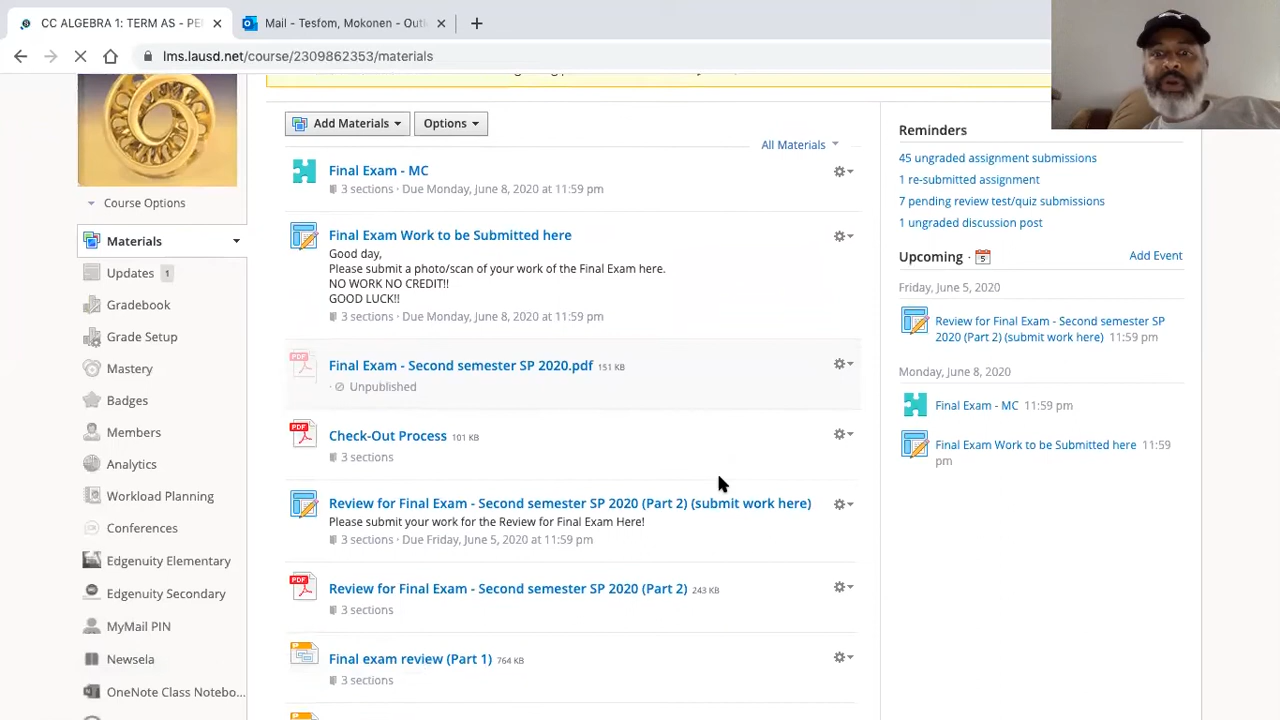 CC ALGEBRA 1: TERM AS - PE
Mail - Tesfom, Mokonen - Out
lms.lausd.net/course/2309862353/materials
Add Materials
Options
All Materials
Final Exam - MC
3 sections · Due Monday, June 8, 2020 at 11:59 pm
Final Exam Work to be Submitted here
Good day,
Please submit a photo/scan of your work of the Final Exam here.
NO WORK NO CREDIT!!
GOOD LUCK!!
3 sections · Due Monday, June 8, 2020 at 11:59 pm
Final Exam - Second semester SP 2020.pdf 151 KB
· Unpublished
Check-Out Process 101 KB
3 sections
Review for Final Exam - Second semester SP 2020 (Part 2) (submit work here)
Please submit your work for the Review for Final Exam Here!
3 sections · Due Friday, June 5, 2020 at 11:59 pm
Review for Final Exam - Second semester SP 2020 (Part 2) 243 KB
3 sections
Final exam review (Part 1) 764 KB
3 sections
Course Options
Materials
Updates 1
Gradebook
Grade Setup
Mastery
Badges
Members
Analytics
Workload Planning
Conferences
Edgenuity Elementary
Edgenuity Secondary
MyMail PIN
Newsela
OneNote Class Notebo...
Reminders
45 ungraded assignment submissions
1 re-submitted assignment
7 pending review test/quiz submissions
1 ungraded discussion post
Upcoming · 5
Add Event
Friday, June 5, 2020
Review for Final Exam - Second semester SP
2020 (Part 2) (submit work here) 11:59 pm
Monday, June 8, 2020
Final Exam - MC 11:59 pm
Final Exam Work to be Submitted here 11:59
pm